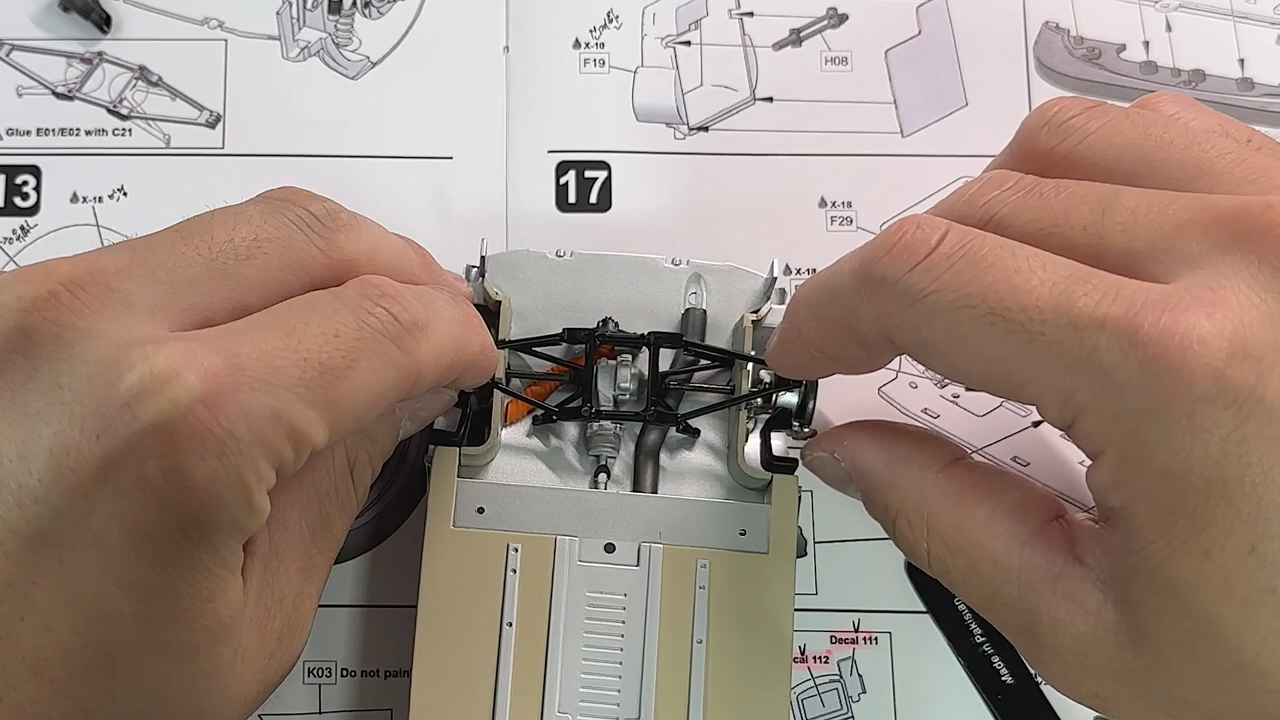 X-10
F19
H08
Glue E01/E02 with C21
13
X-18
17
X-18
F29
X-18
K03 Do not pain
Decal 111
cal 112
Made in Pakistan